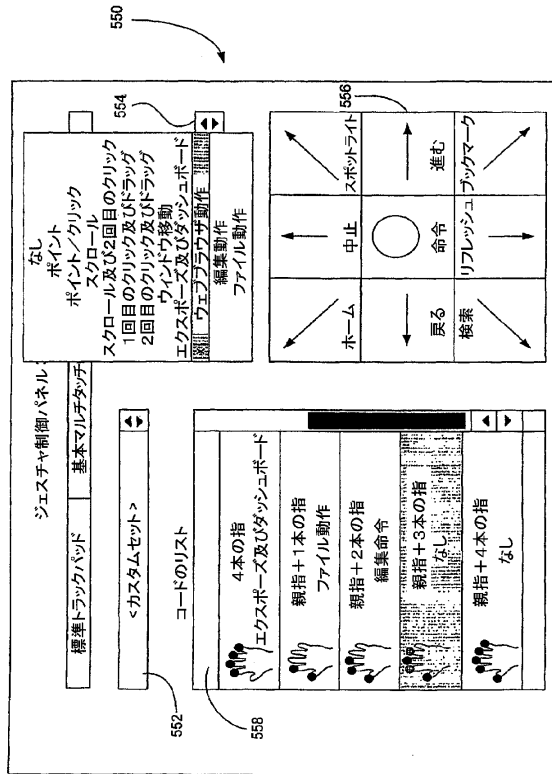 550
ジェスチャ制御パネル:
標準トラックパッド
基本マルチタッチ
なし
ポイント
ポイント/クリック
スクロール
スクロール及び2回目のクリック
1回目のクリック及びドラッグ
2回目のクリック及びドラッグ
ウィンドウ移動
エクスポーズ及びダッシュボード
ウェブブラウザ動作
編集動作
ファイル動作
554
552
<カスタムセット>
コードのリスト
558
4本の指
エクスポーズ及びダッシュボード
親指+1本の指
ファイル動作
親指+2本の指
編集命令
親指+3本の指
なし
親指+4本の指
なし
556
ホーム
中止
スポットライト
戻る
命令
進む
検索
リフレッシュ
ブックマーク